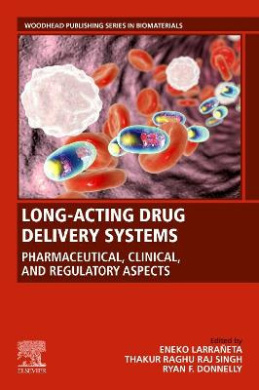 WOODHEAD PUBLISHING SERIES IN BIOMATERIALS
LONG-ACTING DRUG
DELIVERY SYSTEMS
PHARMACEUTICAL, CLINICAL,
AND REGULATORY ASPECTS
Edited by
ENEKO LARRAÑETA
THAKUR RAGHU RAJ SINGH
RYAN F. DONNELLY
ELSEVIER